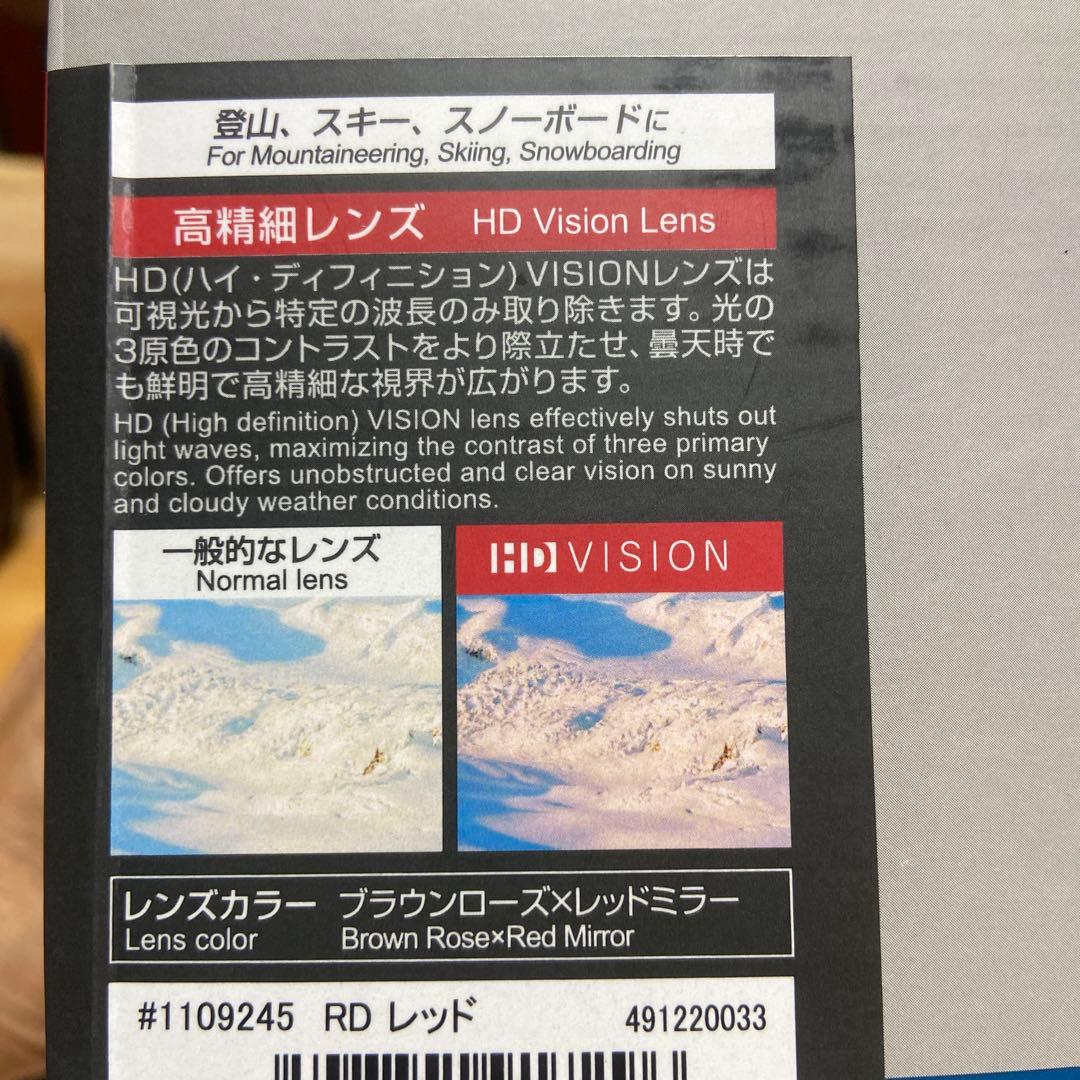 登山、スキー、スノーボードに
For Mountaineering, Skiing, Snowboarding
高精細レンズ HD Vision Lens
HD(ハイ・ディフィニション)VISIONレンズは
可視光から特定の波長のみ取り除きます。光の
3原色のコントラストをより際立たせ、曇天時で
も鮮明で高精細な視界が広がります。
HD (High definition) VISION lens effectively shuts out
light waves, maximizing the contrast of three primary
colors. Offers unobstructed and clear vision on sunny
and cloudy weather conditions.
一般的なレンズ
Normal lens
HD VISION
レンズカラー ブラウンローズ×レッドミラー
Lens color Brown Rose×Red Mirror
#1109245 RD レッド 491220033